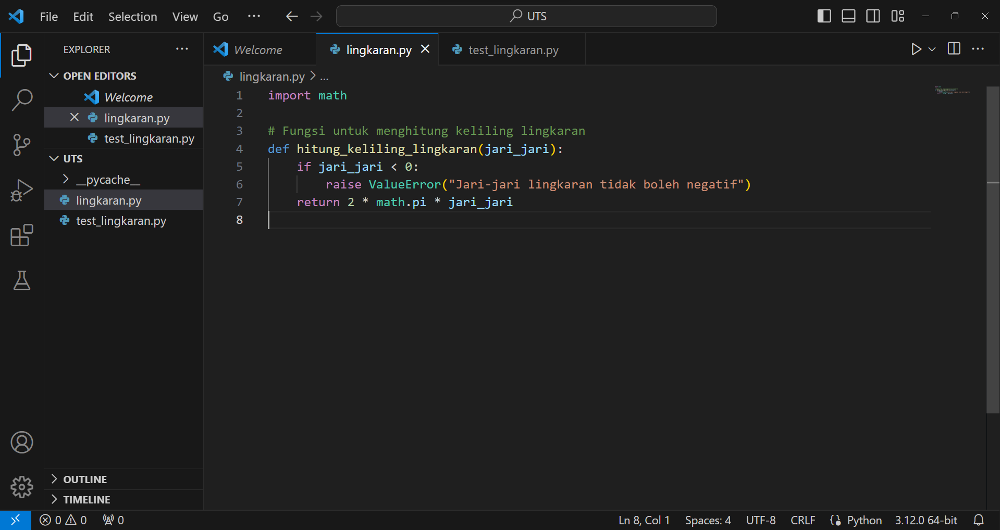 File Edit Selection View Go ... UTS
EXPLORER ...
OPEN EDITORS
Welcome
lingkaran.py
test_lingkaran.py
UTS
__pycache__
lingkaran.py
test_lingkaran.py
OUTLINE
TIMELINE
Welcome lingkaran.py test_lingkaran.py
lingkaran.py > ...
1 import math
2
3 # Fungsi untuk menghitung keliling lingkaran
4 def hitung_keliling_lingkaran(jari_jari):
5     if jari_jari < 0:
6         raise ValueError("Jari-jari lingkaran tidak boleh negatif")
7     return 2 * math.pi * jari_jari
8
0 0 0 Ln 8, Col 1 Spaces: 4 UTF-8 CRLF Python 3.12.0 64-bit